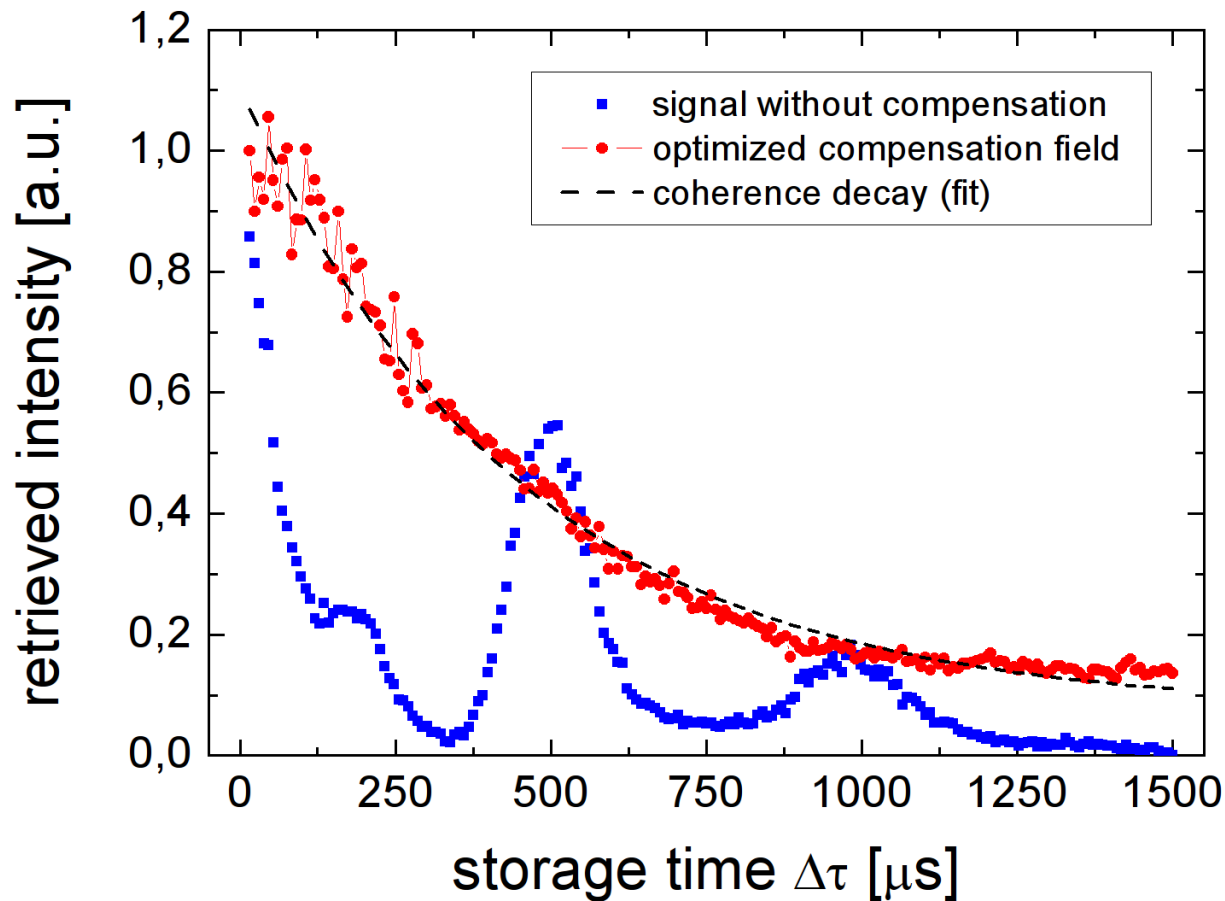 1,2
1,0
0,8
0,6
0,4
0,2
0,0
retrieved intensity [a.u.]
signal without compensation
optimized compensation field
coherence decay (fit)
0 250 500 750 1000 1250 1500
storage time Δτ [μs]